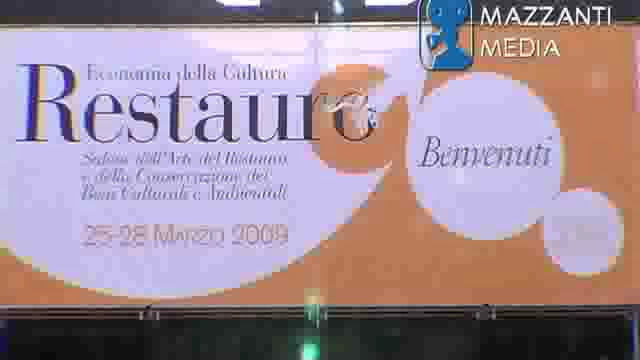 MAZZANTI
MEDIA
Economia della Cultura
Restauro
Salone dell'Arte del Restauro
e della Conservazione dei
Beni Culturali e Ambientali
25-28 MARZO 2009
Benvenuti